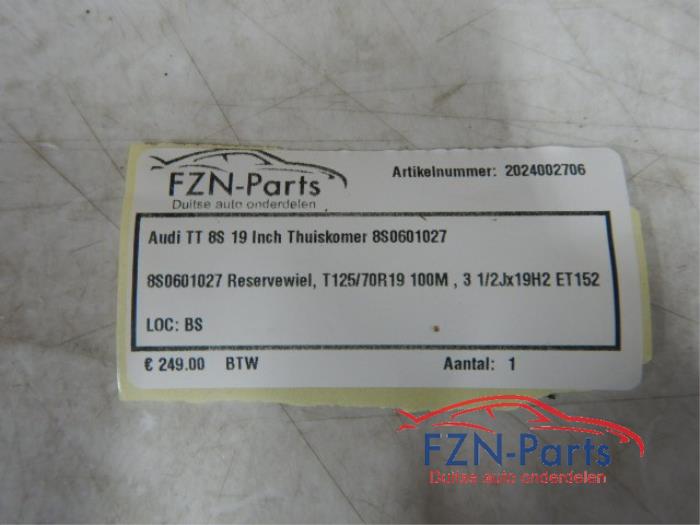 FZN-Parts
Duitse auto onderdelen
Artikelnummer: 2024002706
Audi TT 8S 19 Inch Thuiskomer 8S0601027
8S0601027 Reservewiel, T125/70R19 100M , 3 1/2Jx19H2 ET152
LOC: BS
€ 249.00 BTW
Aantal: 1
FZN-Parts
Duitse auto onderdelen